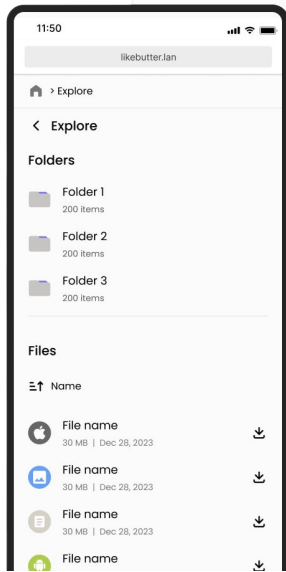 11:50
likebutter.lan
> Explore
< Explore
Folders
Folder 1
200 items
Folder 2
200 items
Folder 3
200 items
Files
Name
File name
30 MB | Dec 28, 2023
File name
30 MB | Dec 28, 2023
File name
30 MB | Dec 28, 2023
File name